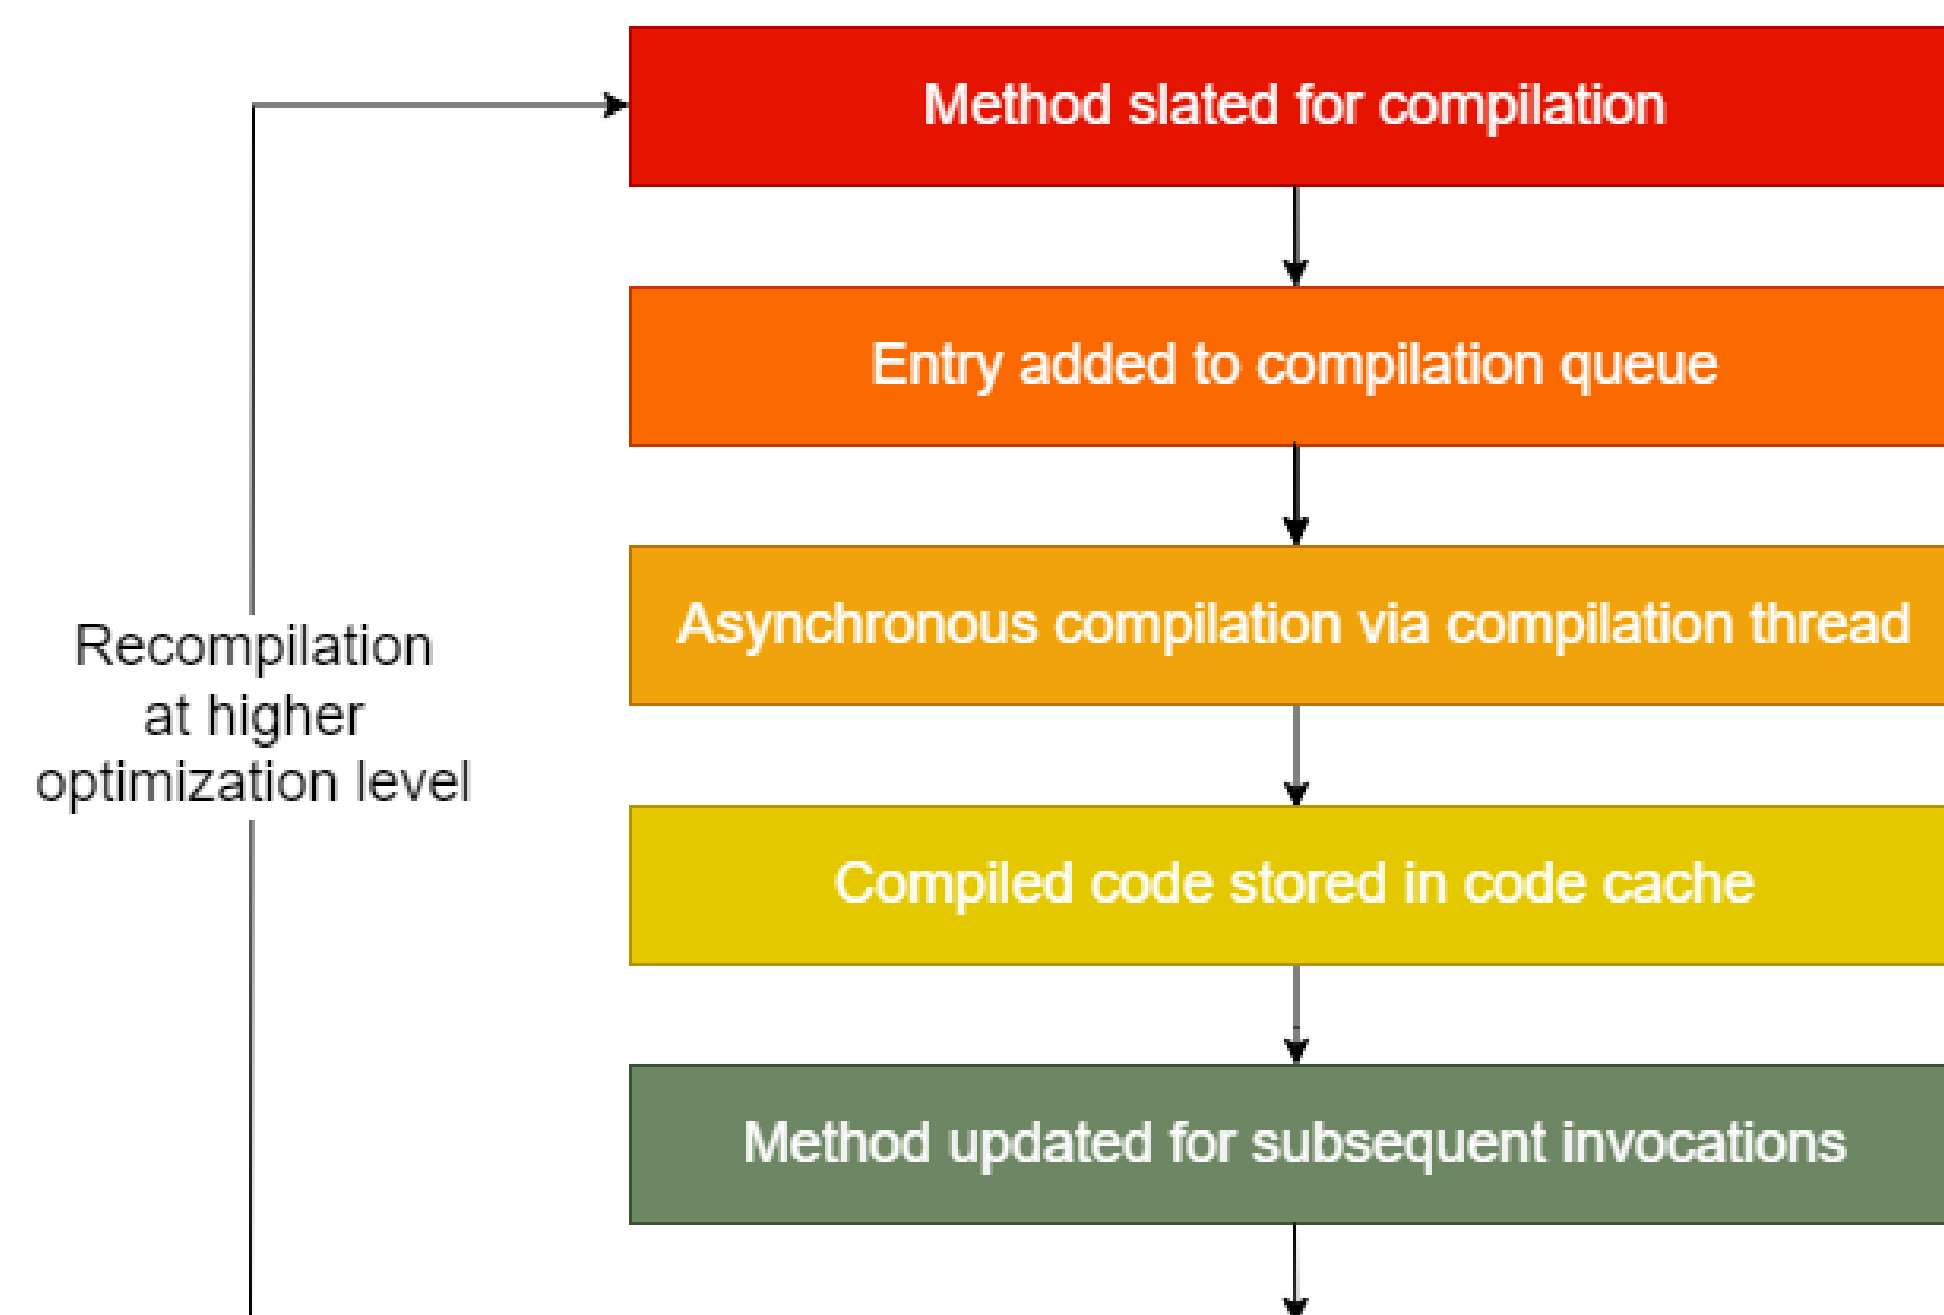 Method slated for compilation
Entry added to compilation queue
Asynchronous compilation via compilation thread
Recompilation
at higher
optimization level
Compiled code stored in code cache
Method updated for subsequent invocations